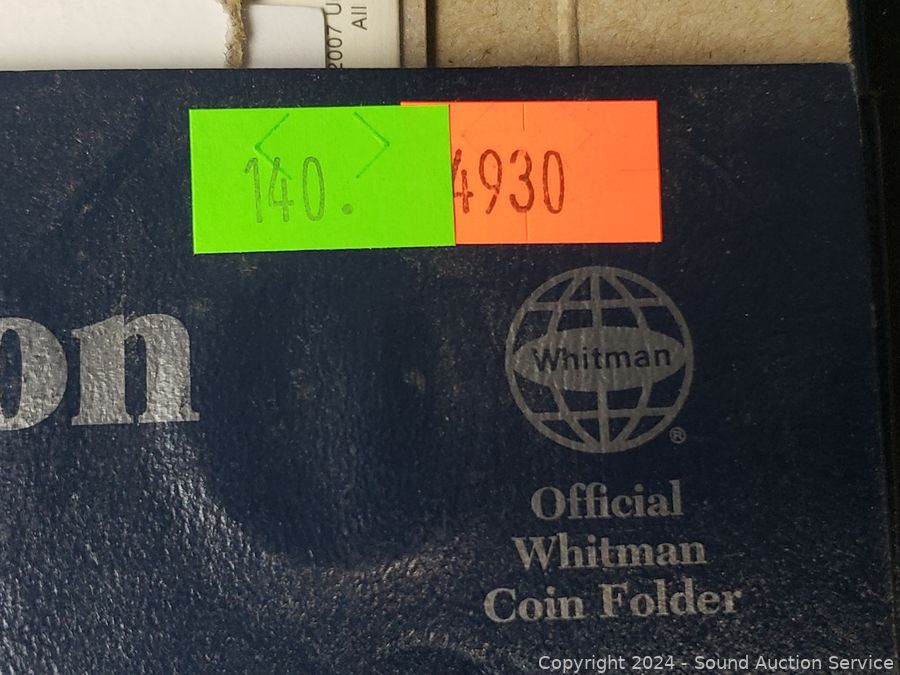 2007 U
All
140.
4930
on
Whitman
®
Official
Whitman
Coin Folder
Copyright 2024 - Sound Auction Service